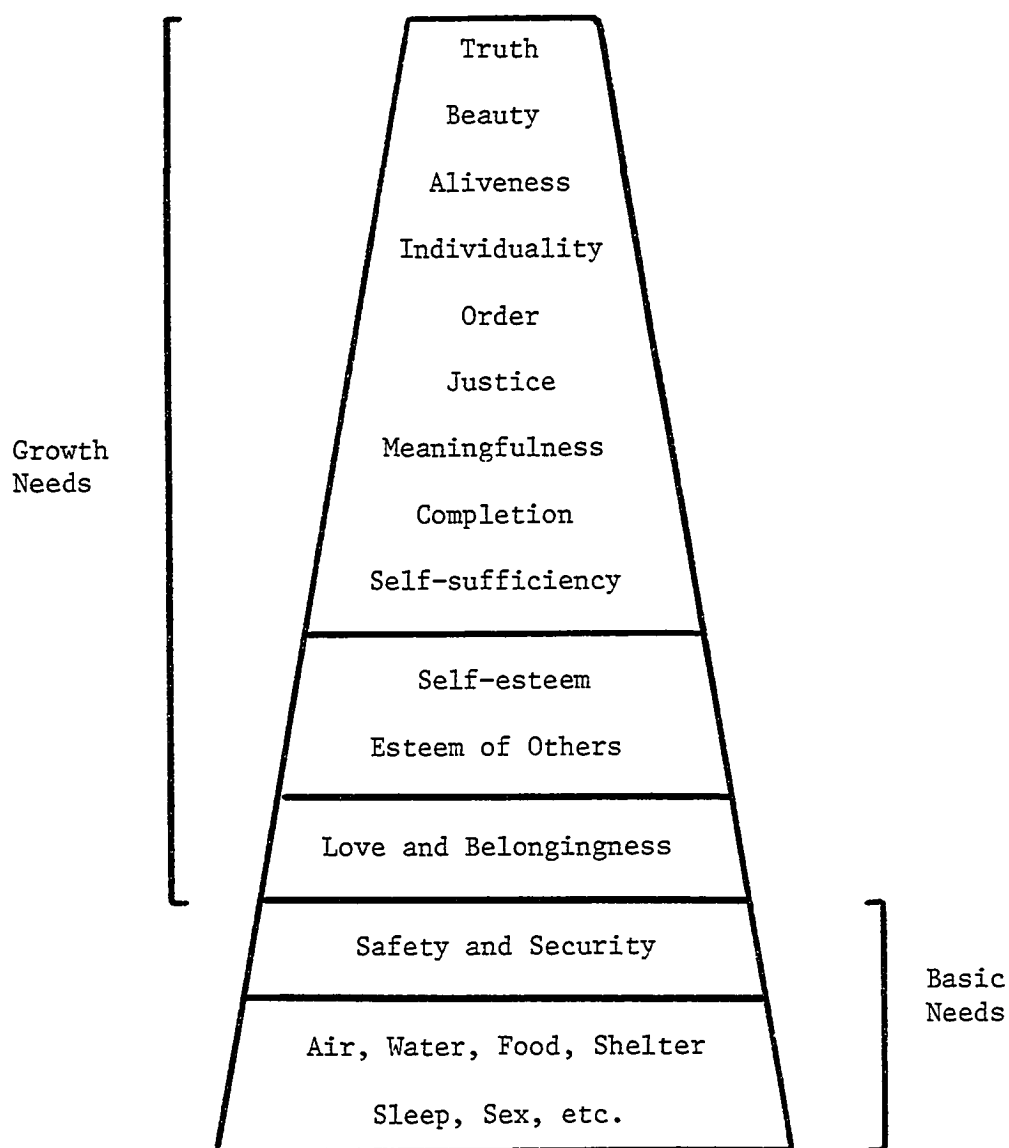 Truth
Beauty
Aliveness
Individuality
Order
Justice
Meaningfulness
Completion
Self-sufficiency
Self-esteem
Esteem of Others
Love and Belongingness
Safety and Security
Air, Water, Food, Shelter
Sleep, Sex, etc.
Growth
Needs
Basic
Needs